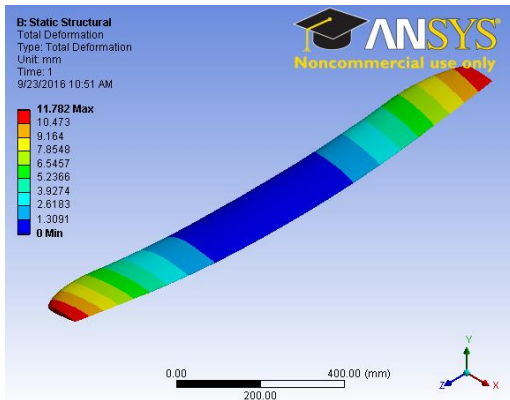 B: Static Structural
Total Deformation
Type: Total Deformation
Unit: mm
Time: 1
9/23/2016 10:51 AM
ANSYS®
Noncommercial use only
11.782 Max
10.473
9.164
7.8548
6.5457
5.2366
3.9274
2.6183
1.3091
0 Min
0.00 400.00 (mm)
200.00
Y
Z X